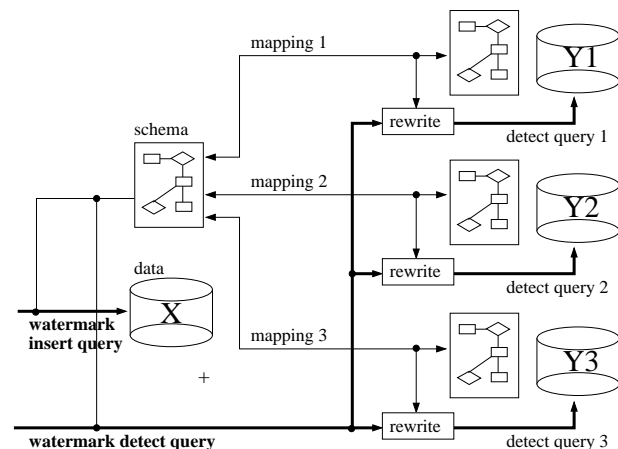 mapping 1
Y1
rewrite
detect query 1
schema
mapping 2
Y2
rewrite
detect query 2
data
X
watermark
insert query
mapping 3
+
Y3
rewrite
watermark detect query
detect query 3